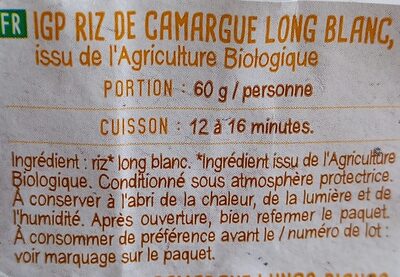 FR IGP RIZ DE CAMARGUE LONG BLANC,
issu de l'Agriculture Biologique
PORTION : 60 g / personne
CUISSON : 12 à 16 minutes.
Ingrédient : riz* long blanc. *Ingrédient issu de l'Agriculture
Biologique. Conditionné sous atmosphère protectrice.
À conserver à l'abri de la chaleur, de la lumière et de
l'humidité. Après ouverture, bien refermer le paquet.
À consommer de préférence avant le / numéro de lot :
voir marquage sur le paquet.